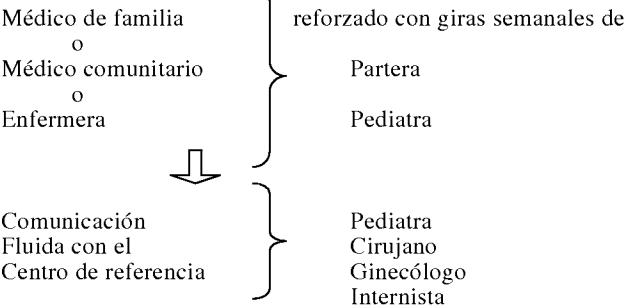 Médico de familia reforzado con giras semanales de
o
Médico comunitario Partera
o
Enfermera Pediatra
Comunicación Pediatra
Fluida con el Cirujano
Centro de referencia Ginecólogo
Internista